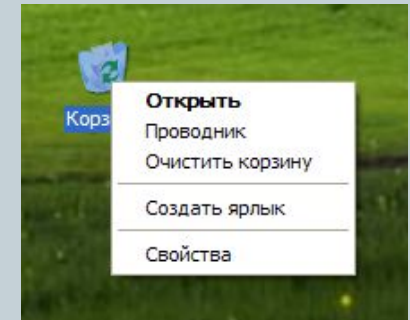 Корз
Открыть
Проводник
Очистить корзину
Создать ярлык
Свойства